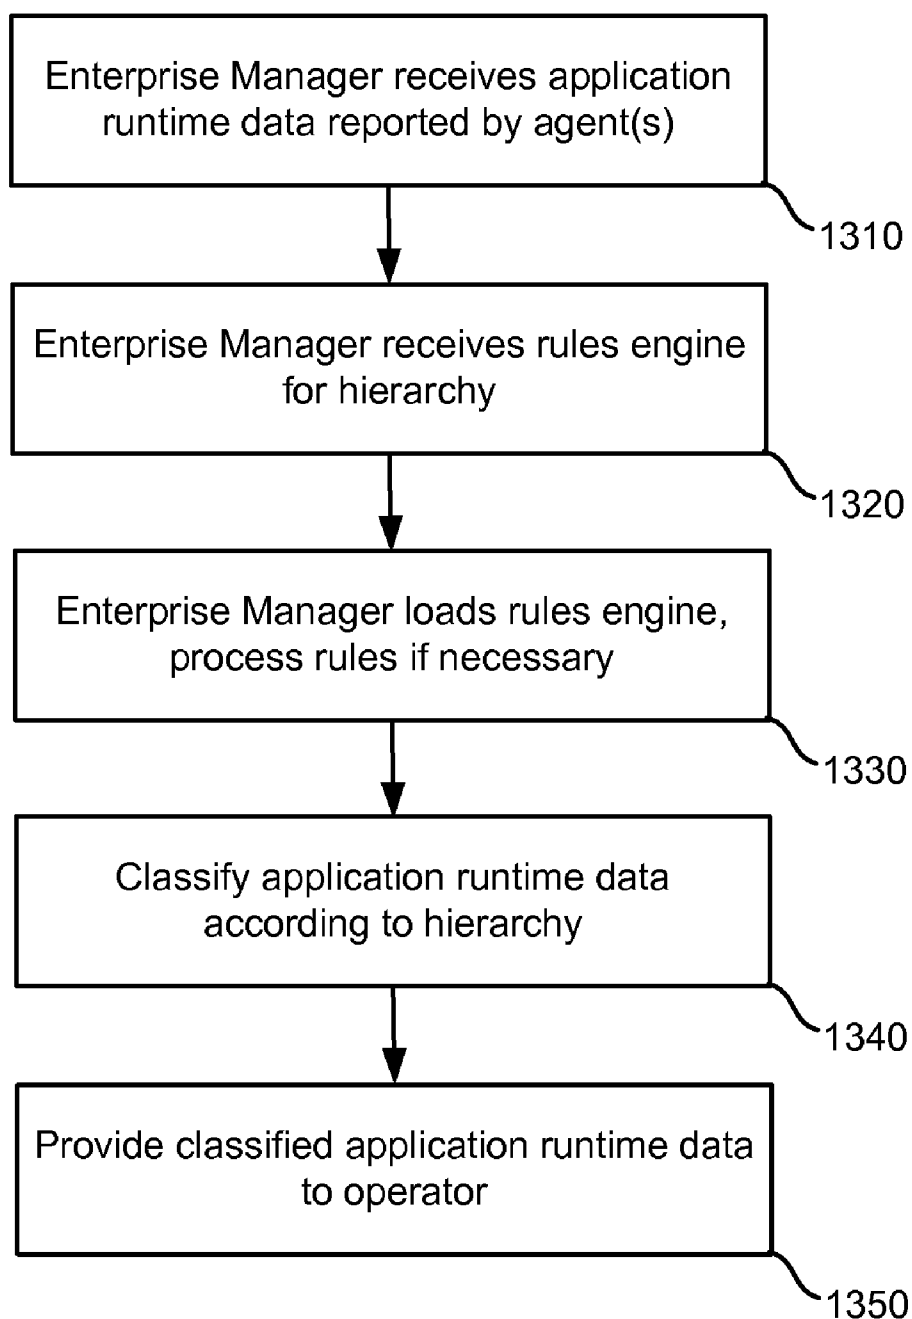 Enterprise Manager receives application
runtime data reported by agent(s)
1310
Enterprise Manager receives rules engine
for hierarchy
1320
Enterprise Manager loads rules engine,
process rules if necessary
1330
Classify application runtime data
according to hierarchy
1340
Provide classified application runtime data
to operator
1350